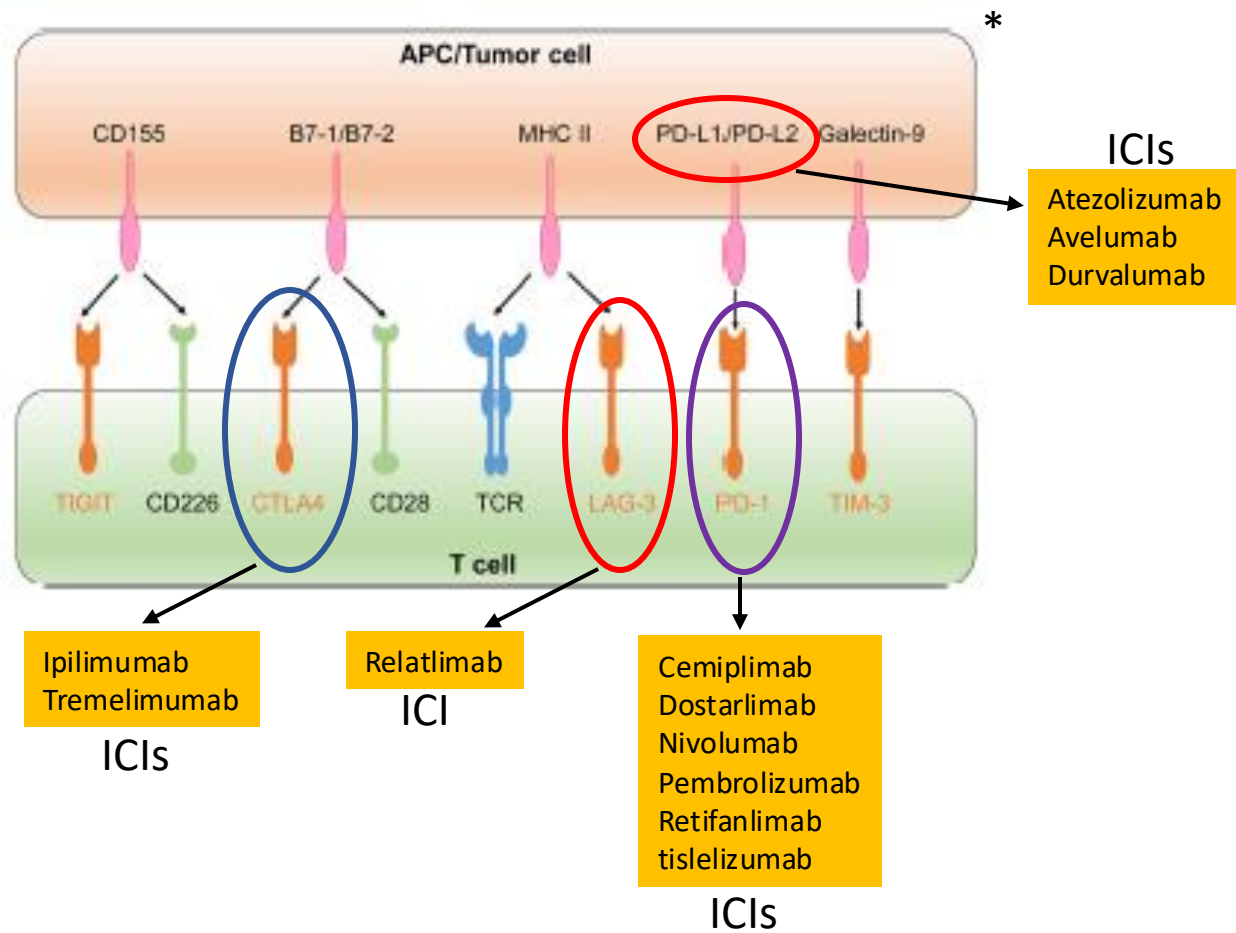 *
APC/Tumor cell
CD155
B7-1/B7-2
MHC II
PD-L1/PD-L2
Galectin-9
ICIs
Atezolizumab
Avelumab
Durvalumab
TIGIT
CD226
CTLA4
CD28
TCR
LAG-3
PD-1
TIM-3
T cell
Ipilimumab
Tremelimumab
ICIs
Relatlimab
ICI
Cemiplimab
Dostarlimab
Nivolumab
Pembrolizumab
Retifanlimab
tislelizumab
ICIs